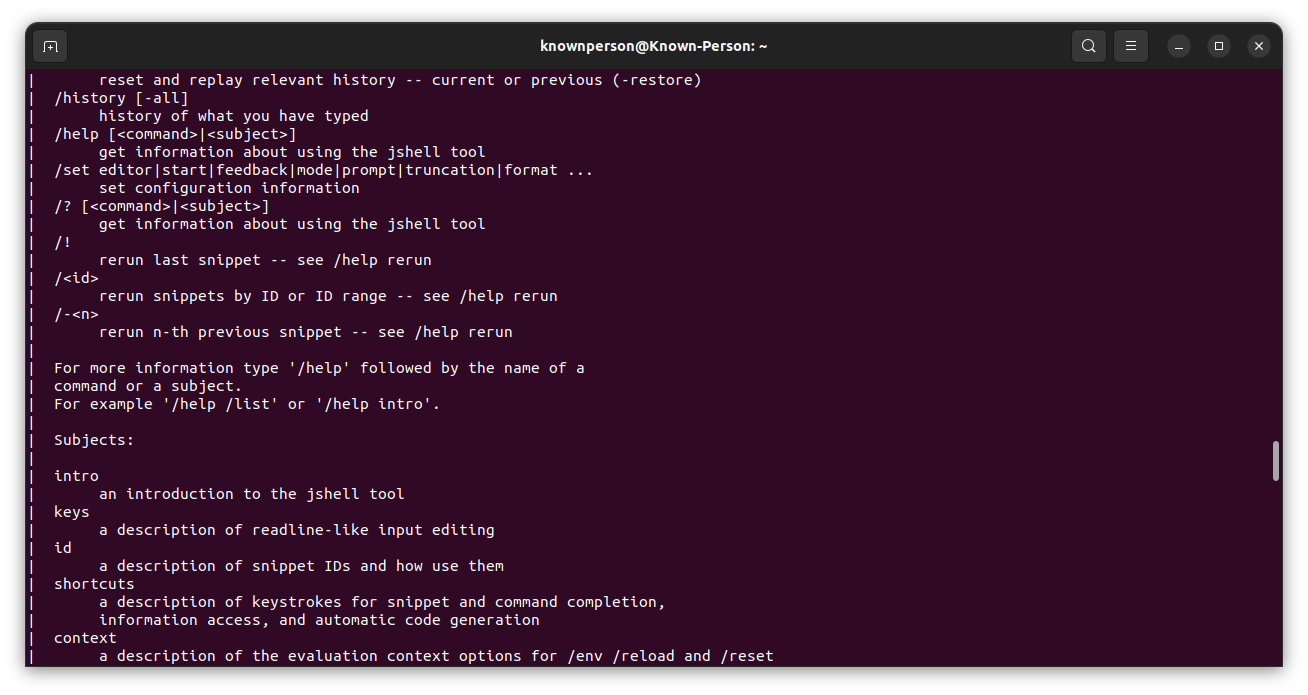 knownperson@Known-Person: ~
|       reset and replay relevant history -- current or previous (-restore)
|  /history [-all]
|       history of what you have typed
|  /help [<command>|<subject>]
|       get information about using the jshell tool
|  /set editor|start|feedback|mode|prompt|truncation|format ...
|       set configuration information
|  /? [<command>|<subject>]
|       get information about using the jshell tool
|  /!
|       rerun last snippet -- see /help rerun
|  /<id>
|       rerun snippets by ID or ID range -- see /help rerun
|  /-<n>
|       rerun n-th previous snippet -- see /help rerun
|
|  For more information type '/help' followed by the name of a
|  command or a subject.
|  For example '/help /list' or '/help intro'.
|
|  Subjects:
|
|  intro
|       an introduction to the jshell tool
|  keys
|       a description of readline-like input editing
|  id
|       a description of snippet IDs and how use them
|  shortcuts
|       a description of keystrokes for snippet and command completion,
|       information access, and automatic code generation
|  context
|       a description of the evaluation context options for /env /reload and /reset